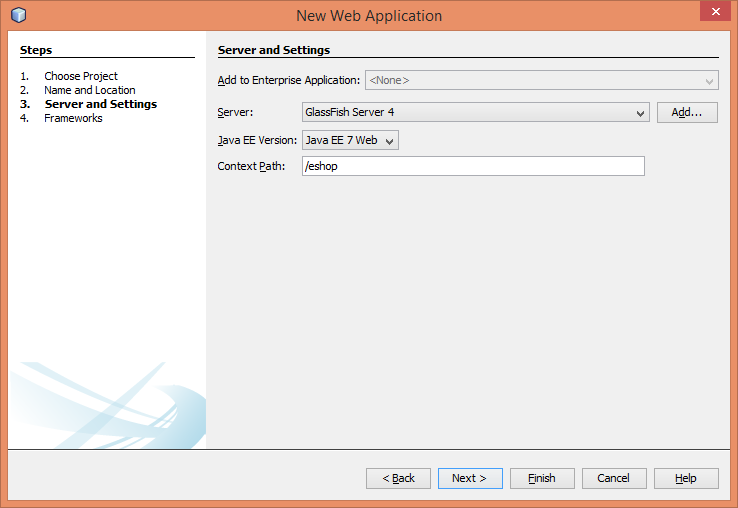 New Web Application
Steps
1. Choose Project
2. Name and Location
3. Server and Settings
4. Frameworks
Server and Settings
Add to Enterprise Application: <None>
Server: GlassFish Server 4 Add...
Java EE Version: Java EE 7 Web
Context Path: /eshop
< Back Next > Finish Cancel Help